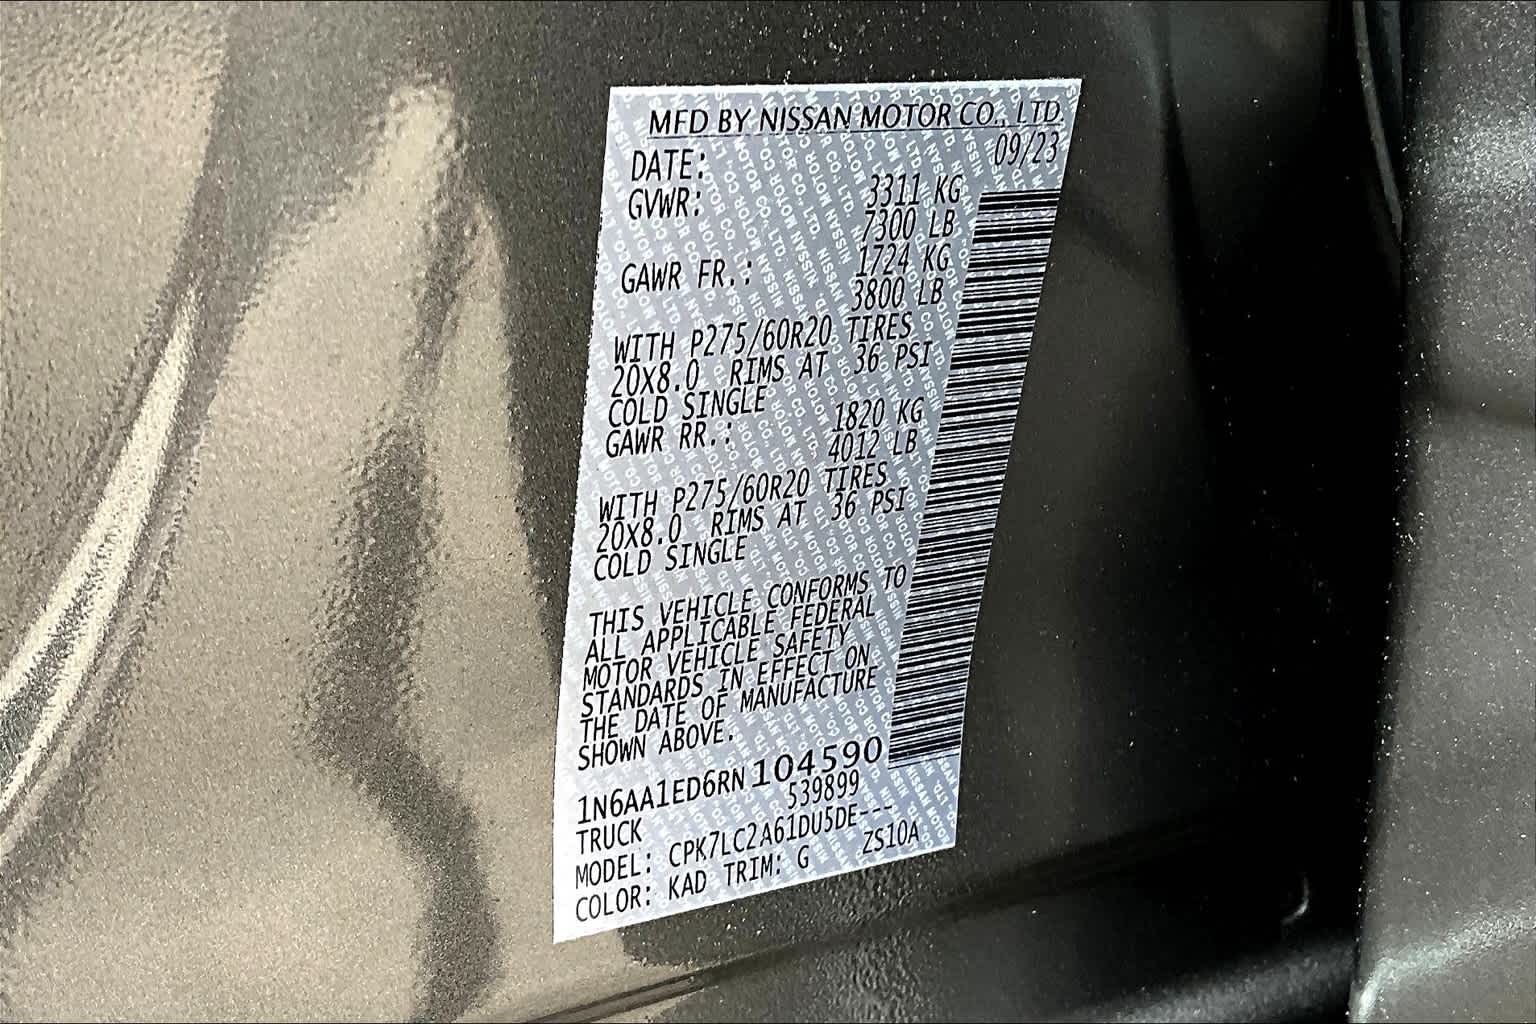 MFD BY NISSAN MOTOR CO., LTD.
DATE: 09/23
GVWR: 3311 KG
7300 LB
GAWR FR.: 1724 KG
3800 LB
WITH P275/60R20 TIRES
20X8.0 RIMS AT 36 PSI
COLD SINGLE
GAWR RR.: 1820 KG
4012 LB
WITH P275/60R20 TIRES
20X8.0 RIMS AT 36 PSI
COLD SINGLE
THIS VEHICLE CONFORMS TO
ALL APPLICABLE FEDERAL
MOTOR VEHICLE SAFETY
STANDARDS IN EFFECT ON
THE DATE OF MANUFACTURE
SHOWN ABOVE.
1N6AA1ED6RN104590
TRUCK 539899
MODEL: CPK7LC2A61DU5DE---
COLOR: KAD TRIM: G ZS10A